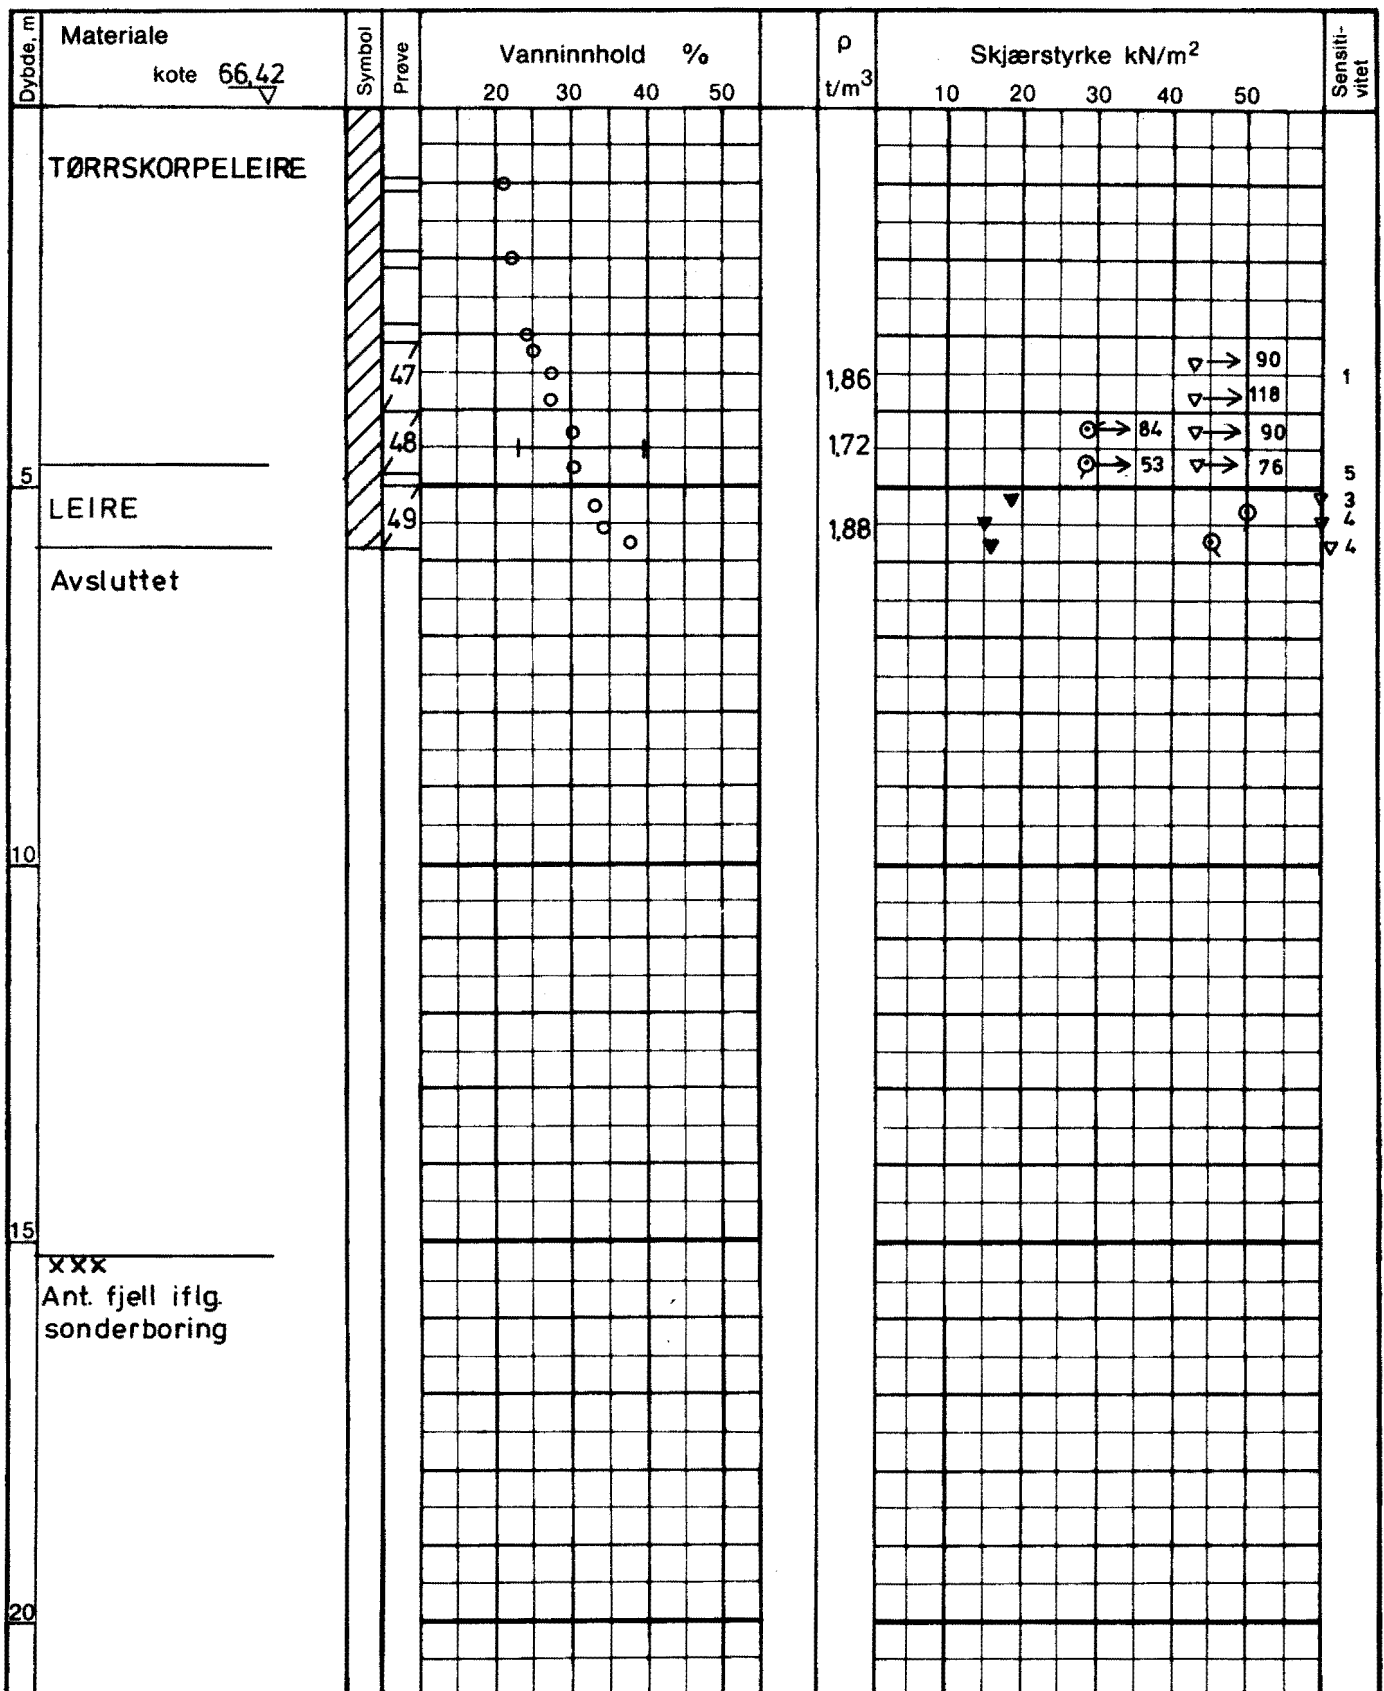 Dybde, m
Materiale
kote 66,42
Symbol
Prøve
Vanninnhold %
20 30 40 50
ρ
t/m³
Skjærstyrke kN/m²
10 20 30 40 50
Sensiti-
vitet
TØRRSKORPELEIRE
47
1,86
90
1
118
48
1,72
84
90
53
76
5
5
LEIRE
49
1,88
3
4
4
Avsluttet
10
15
xxx
Ant. fjell iflg.
sonderboring
20